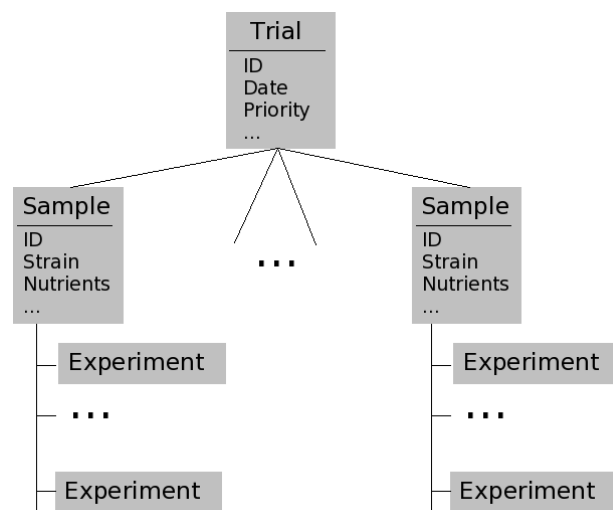 Trial
ID
Date
Priority
...
Sample
ID
Strain
Nutrients
...
...
Sample
ID
Strain
Nutrients
...
Experiment
...
Experiment
Experiment
...
Experiment